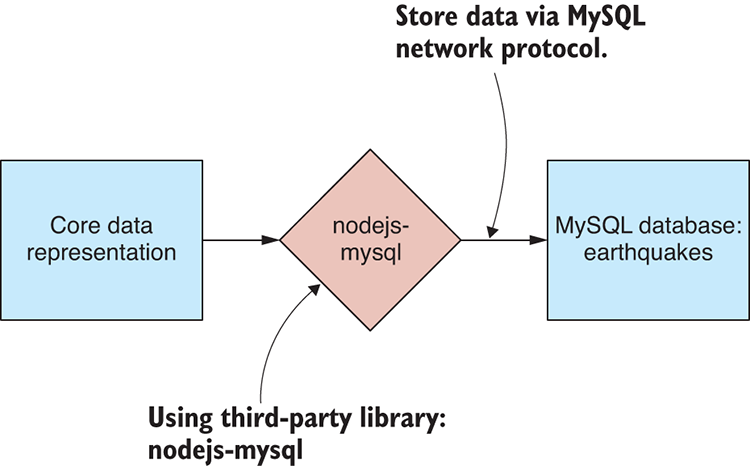 Store data via MySQL
network protocol.
Core data
representation
nodejs-
mysql
MySQL database:
earthquakes
Using third-party library:
nodejs-mysql